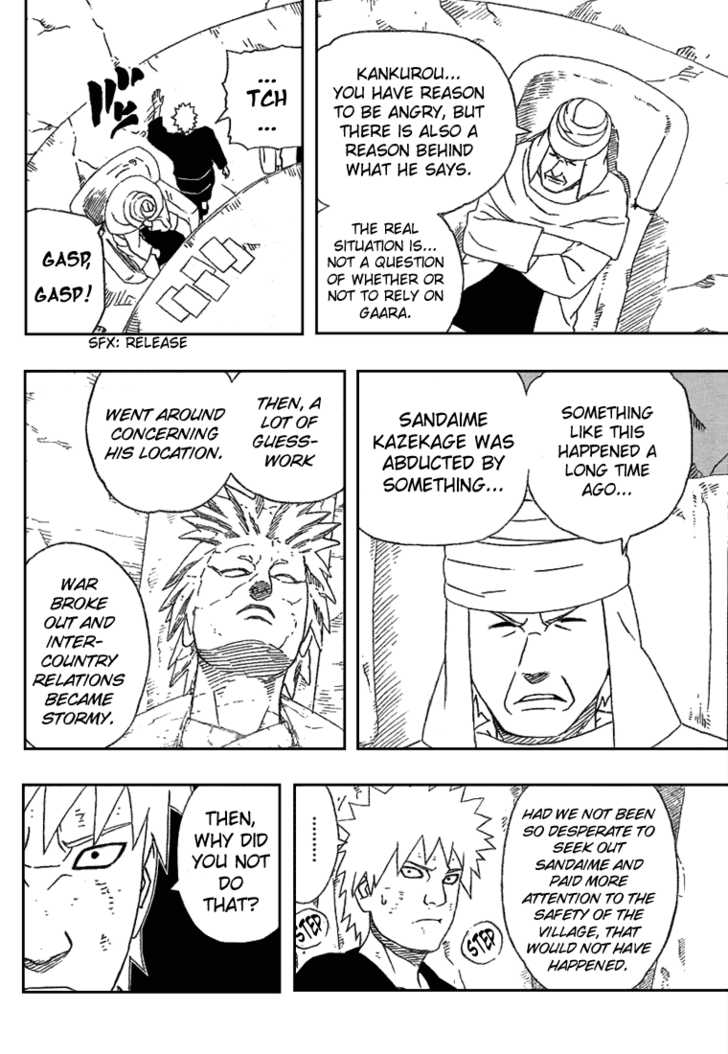 KANKUROU...
YOU HAVE REASON
TO BE ANGRY, BUT
THERE IS ALSO A
REASON BEHIND
WHAT HE SAYS.
THE REAL
SITUATION IS...
NOT A QUESTION
OF WHETHER OR
NOT TO RELY ON
GAARA.
...
TCH
...
GASP,
GASP!
SFX: RELEASE
SOMETHING
LIKE THIS
HAPPENED A
LONG TIME
AGO...
SANDAIME
KAZEKAGE WAS
ABDUCTED BY
SOMETHING...
THEN, A
LOT OF
GUESS-
WORK
WENT AROUND
CONCERNING
HIS LOCATION.
WAR
BROKE
OUT AND
INTER-
COUNTRY
RELATIONS
BECAME
STORMY.
HAD WE NOT BEEN
SO DESPERATE TO
SEEK OUT
SANDAIME AND
PAID MORE
ATTENTION TO THE
SAFETY OF THE
VILLAGE, THAT
WOULD NOT HAVE
HAPPENED.
STEP
STEP
........
THEN,
WHY DID
YOU NOT
DO
THAT?